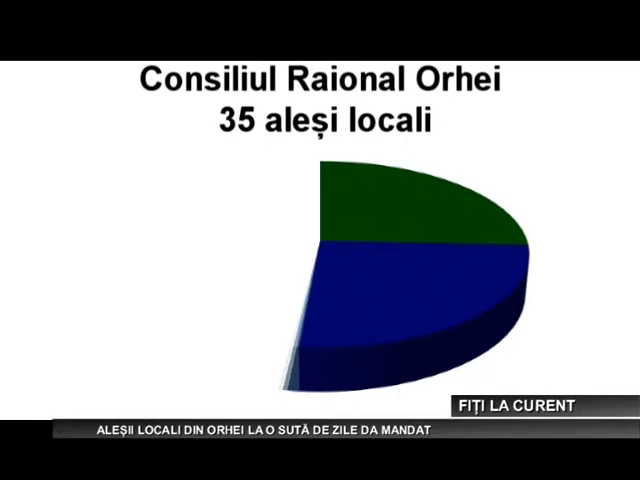 Consiliul Raional Orhei
35 aleși locali
FIȚI LA CURENT
ALEȘII LOCALI DIN ORHEI LA O SUTĂ DE ZILE DA MANDAT